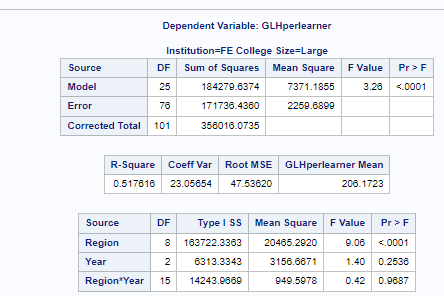 Dependent Variable: GLHperlearner
Institution=FE College Size=Large
Source DF Sum of Squares Mean Square F Value Pr > F
Model 25 184279.6374 7371.1855 3.26 <.0001
Error 76 171736.4360 2259.6899
Corrected Total 101 356016.0735
R-Square Coeff Var Root MSE GLHperlearner Mean
0.517616 23.05654 47.53620 206.1723
Source DF Type I SS Mean Square F Value Pr > F
Region 8 163722.3363 20465.2920 9.06 <.0001
Year 2 6313.3343 3156.6671 1.40 0.2536
Region*Year 15 14243.9669 949.5978 0.42 0.9687